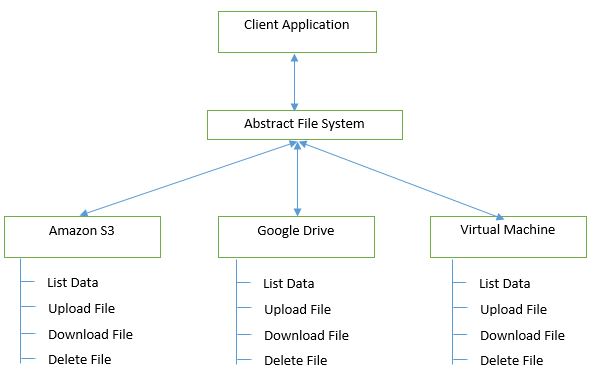 Client Application
Abstract File System
Amazon S3
Google Drive
Virtual Machine
List Data
Upload File
Download File
Delete File
List Data
Upload File
Download File
Delete File
List Data
Upload File
Download File
Delete File